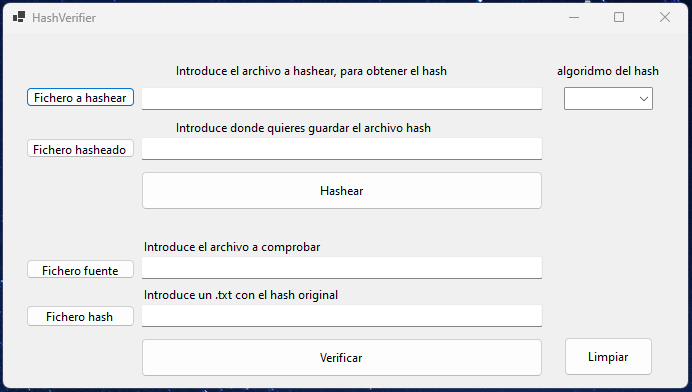 HashVerifier
Introduce el archivo a hashear, para obtener el hash
algoridmo del hash
Fichero a hashear
Introduce donde quieres guardar el archivo hash
Fichero hasheado
Hashear
Introduce el archivo a comprobar
Fichero fuente
Introduce un .txt con el hash original
Fichero hash
Verificar
Limpiar